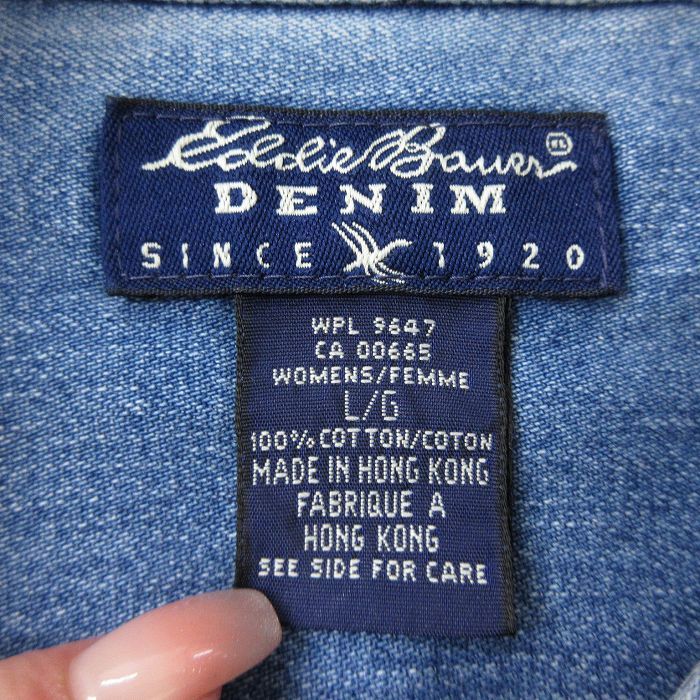 Eddie Bauer ®
DENIM
SINCE 1920
WPL 9647
CA 00665
WOMENS/FEMME
L/G
100% COTTON/COTON
MADE IN HONG KONG
FABRIQUE A
HONG KONG
SEE SIDE FOR CARE